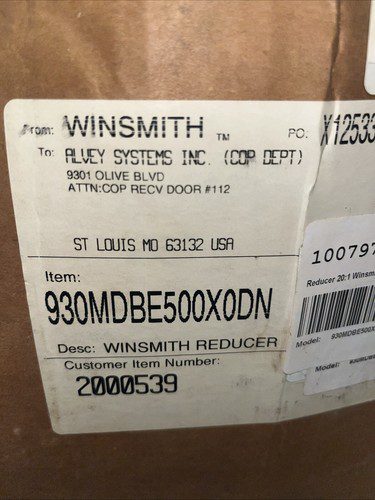 From: WINSMITH ™ PO: X12533
To: ALVEY SYSTEMS INC. (COP DEPT)
9301 OLIVE BLVD
ATTN:COP RECV DOOR #112
ST LOUIS MO 63132 USA
100797
Item:
Reducer 20:1 Winsm
930MDBE500X0DN
Model: 930MDBE500X
Desc: WINSMITH REDUCER
Model:
Customer Item Number:
2000539